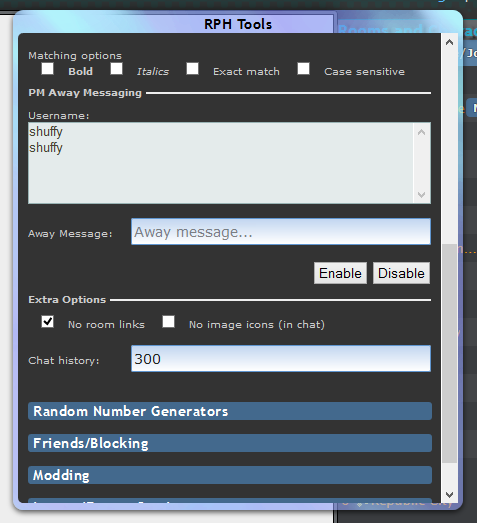 RPH Tools
Matching options
Bold Italics Exact match Case sensitive
PM Away Messaging
Username:
shuffy
shuffy
Away Message: Away message...
Enable Disable
Extra Options
No room links No image icons (in chat)
Chat history: 300
Random Number Generators
Friends/Blocking
Modding
Rooms and